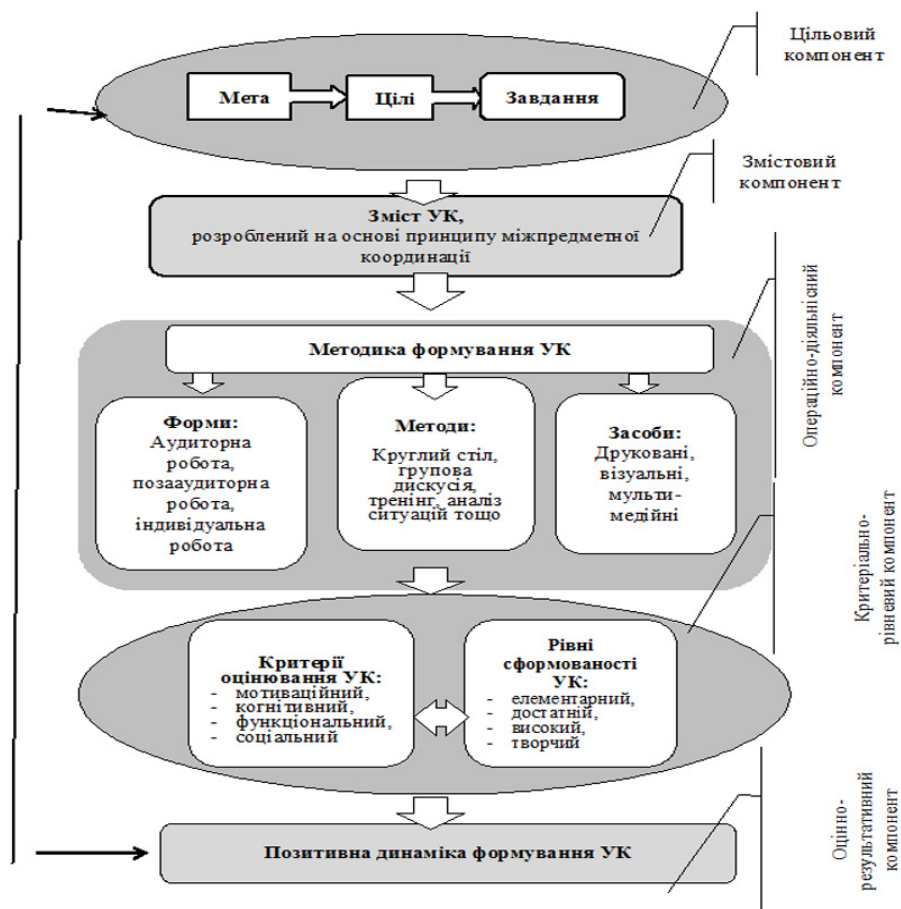 Цільовий
компонент
Мета
Цілі
Завдання
Змістовий
компонент
Зміст УК,
розроблений на основі принципу міжпредметної
координації
Операційно-діяльнісний
компонент
Методика формування УК
Форми:
Аудиторна
робота,
позааудиторна
робота,
індивідуальна
робота
Методи:
Круглий стіл,
групова
дискусія,
тренінг, аналіз
ситуацій тощо
Засоби:
Друковані,
візуальні,
мульти-
медійні
Критеріально-
рівневий компонент
Критерії
оцінювання УК:
- мотиваційний,
- когнітивний,
- функціональний,
- соціальний
Рівні
сформованості
УК:
- елементарний,
- достатній,
- високий,
- творчий
Оцінно-
результативний
компонент
Позитивна динаміка формування УК